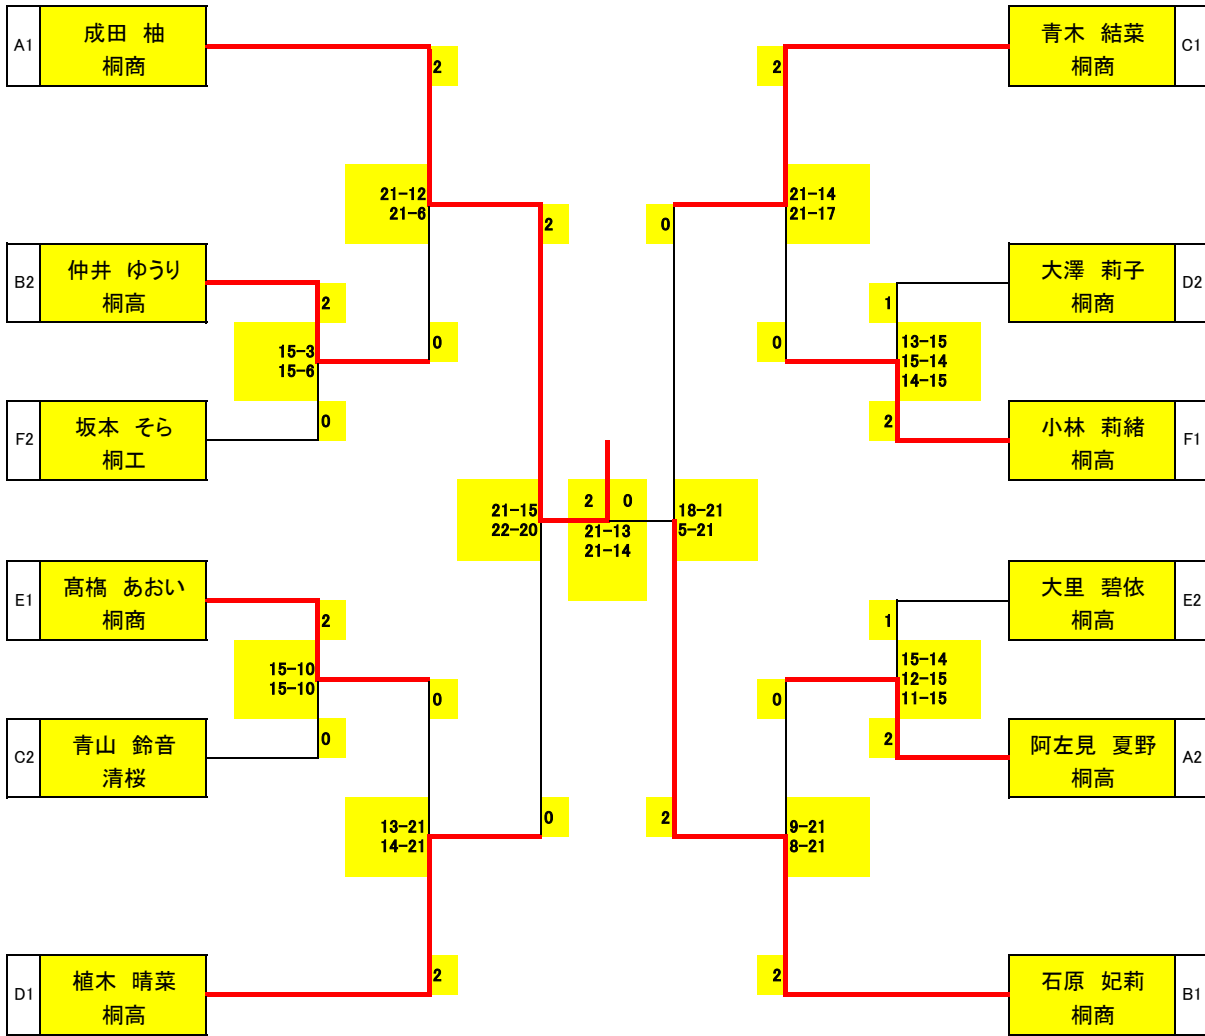 A1
成田 柚
桐商
2
21-12
21-6
B2
仲井 ゆうり
桐高
2
0
15-3
15-6
F2
坂本 そら
桐工
0
2
21-15
22-20
E1
髙橋 あおい
桐商
2
15-10
15-10
0
C2
青山 鈴音
清桜
0
13-21
14-21
0
D1
植木 晴菜
桐高
2
2 0
21-13
21-14
青木 結菜
桐商
C1
2
21-14
21-17
0
大澤 莉子
桐商
D2
1
0
13-15
15-14
14-15
小林 莉緒
桐高
F1
2
18-21
5-21
大里 碧依
桐高
E2
1
15-14
12-15
11-15
0
阿左見 夏野
桐高
A2
2
2
9-21
8-21
石原 妃莉
桐商
B1
2